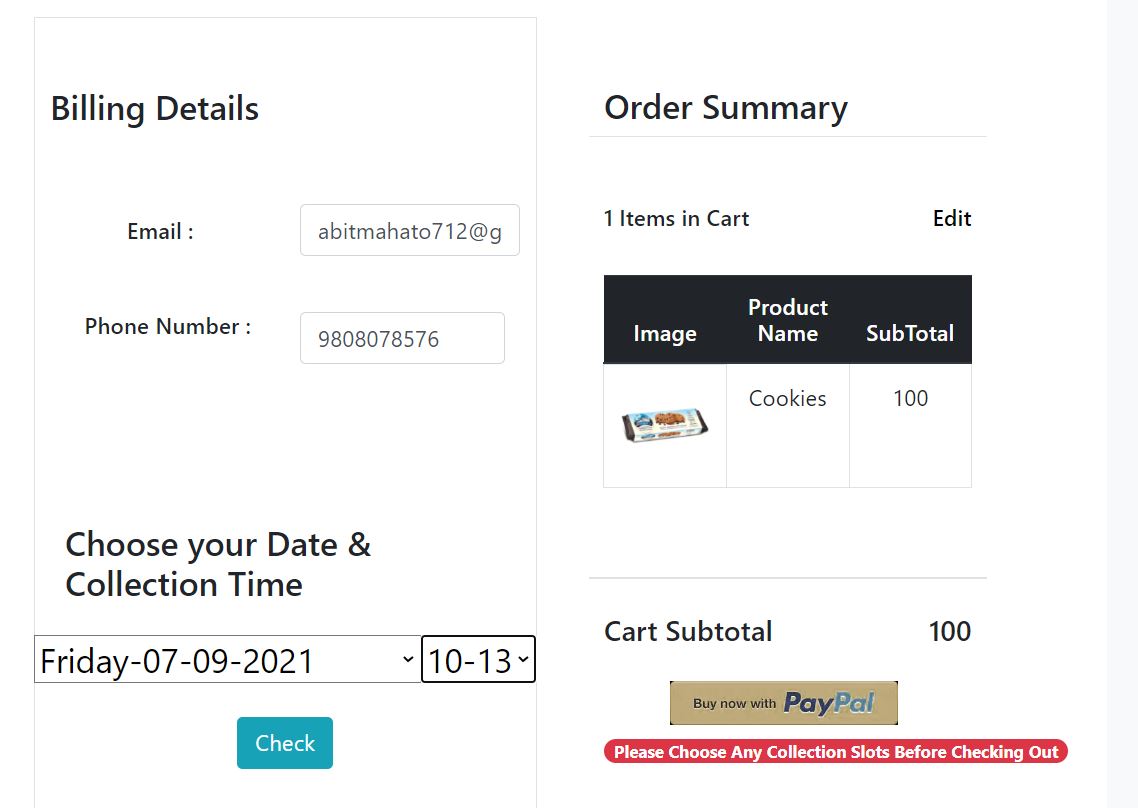 Billing Details
Email :
abitmahato712@g
Phone Number :
9808078576
Choose your Date &
Collection Time
Friday-07-09-2021
10-13
Check
Order Summary
1 Items in Cart
Edit
Image
Product
Name
SubTotal
Cookies
100
Cart Subtotal
100
Buy now with PayPal
Please Choose Any Collection Slots Before Checking Out